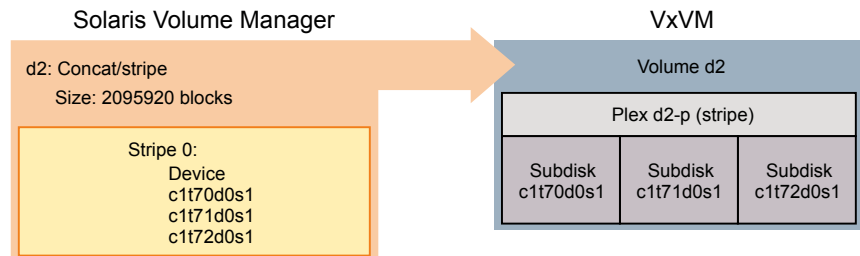 Solaris Volume Manager
d2: Concat/stripe
Size: 2095920 blocks
Stripe 0:
Device
c1t70d0s1
c1t71d0s1
c1t72d0s1
VxVM
Volume d2
Plex d2-p (stripe)
Subdisk
c1t70d0s1
Subdisk
c1t71d0s1
Subdisk
c1t72d0s1